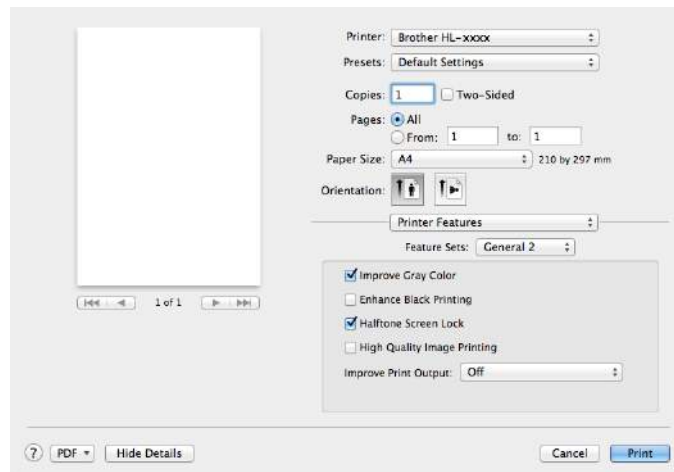 Printer: Brother HL-xxxx
Presets: Default Settings
Copies: 1 Two-Sided
Pages: All
From: 1 to: 1
Paper Size: A4 210 by 297 mm
Orientation:
Printer Features
Feature Sets: General 2
Improve Gray Color
Enhance Black Printing
1 of 1
Halftone Screen Lock
High Quality Image Printing
Improve Print Output: Off
? PDF Hide Details Cancel Print